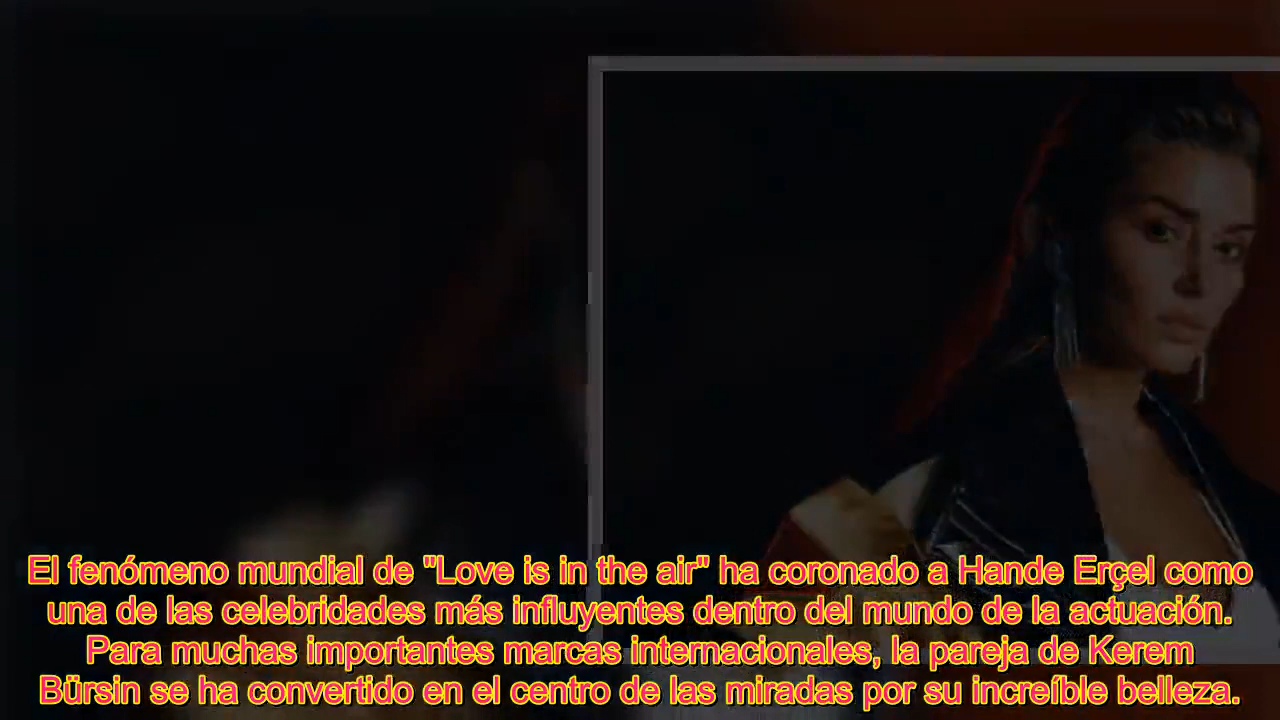 El fenómeno mundial de "Love is in the air" ha coronado a Hande Erçel como
una de las celebridades más influyentes dentro del mundo de la actuación.
Para muchas importantes marcas internacionales, la pareja de Kerem
Bürsin se ha convertido en el centro de las miradas por su increíble belleza.